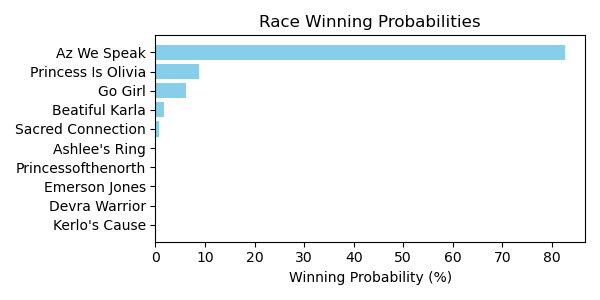 Race Winning Probabilities
Az We Speak
Princess Is Olivia
Go Girl
Beatiful Karla
Sacred Connection
Ashlee's Ring
Princessofthenorth
Emerson Jones
Devra Warrior
Kerlo's Cause
0 10 20 30 40 50 60 70 80
Winning Probability (%)